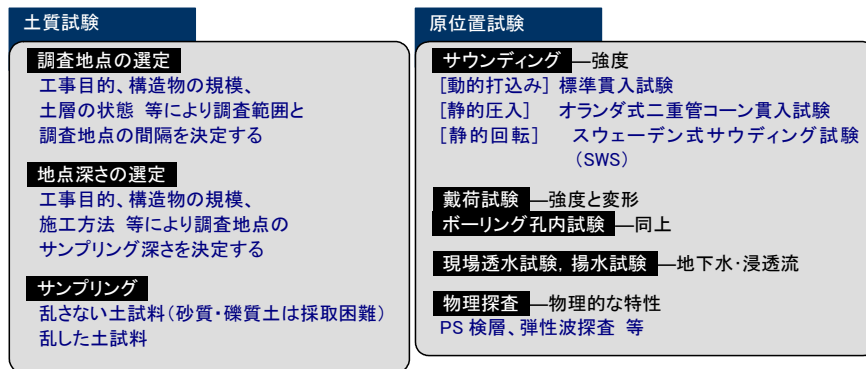 土質試験
調査地点の選定
工事目的、構造物の規模、
土層の状態 等により調査範囲と
調査地点の間隔を決定する
地点深さの選定
工事目的、構造物の規模、
施工方法 等により調査地点の
サンプリング深さを決定する
サンプリング
乱さない土試料(砂質・礫質土は採取困難)
乱した土試料
原位置試験
サウンディング―強度
[動的打込み] 標準貫入試験
[静的圧入] オランダ式二重管コーン貫入試験
[静的回転] スウェーデン式サウディング試験
(SWS)
戴荷試験―強度と変形
ボーリング孔内試験―同上
現場透水試験, 揚水試験―地下水・浸透流
物理探査―物理的な特性
PS 検層、弾性波探査 等